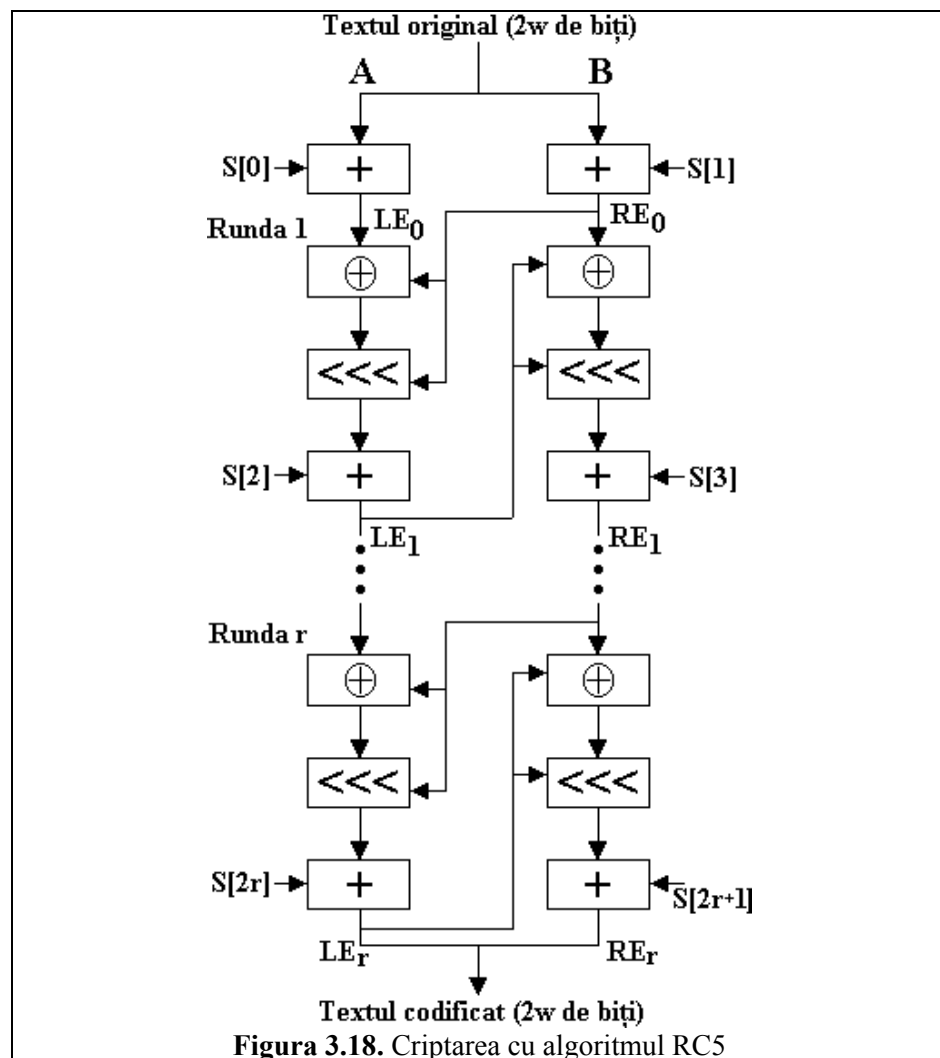 Textul original (2w de biți)
A B
S[0] + + S[1]
LE0 RE0
Runda 1
⊕ ⊕
<<< <<<
S[2] + + S[3]
LE1 RE1
Runda r
⊕ ⊕
<<< <<<
S[2r] + + S[2r+1]
LEr REr
Textul codificat (2w de biți)
Figura 3.18. Criptarea cu algoritmul RC5